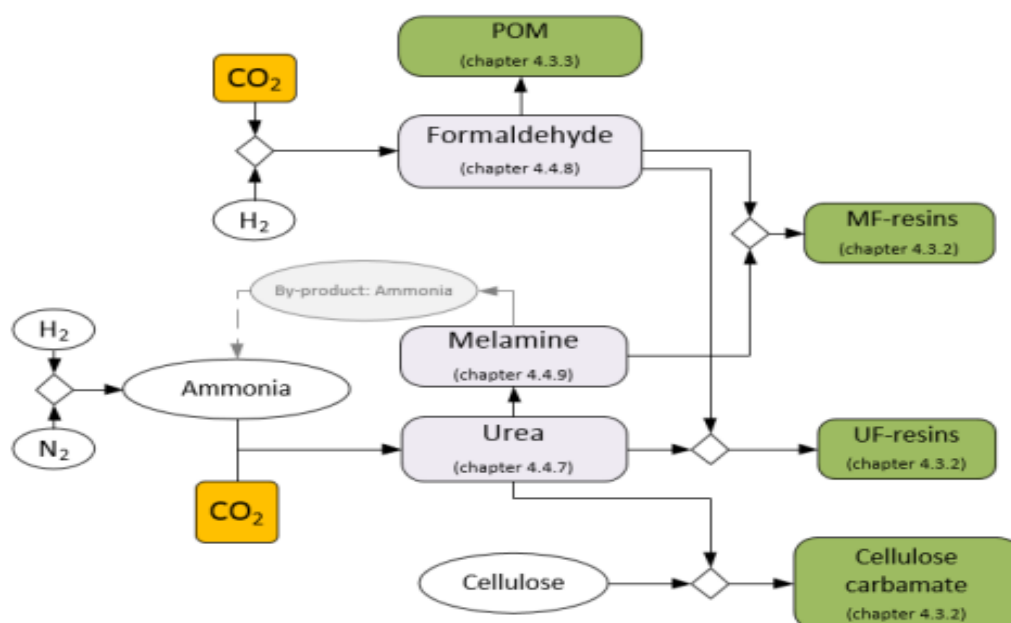 POM
(chapter 4.3.3)
CO₂
Formaldehyde
(chapter 4.4.8)
H₂
MF-resins
(chapter 4.3.2)
By-product: Ammonia
H₂
Melamine
(chapter 4.4.9)
Ammonia
N₂
Urea
(chapter 4.4.7)
UF-resins
(chapter 4.3.2)
CO₂
Cellulose
Cellulose
carbamate
(chapter 4.3.2)